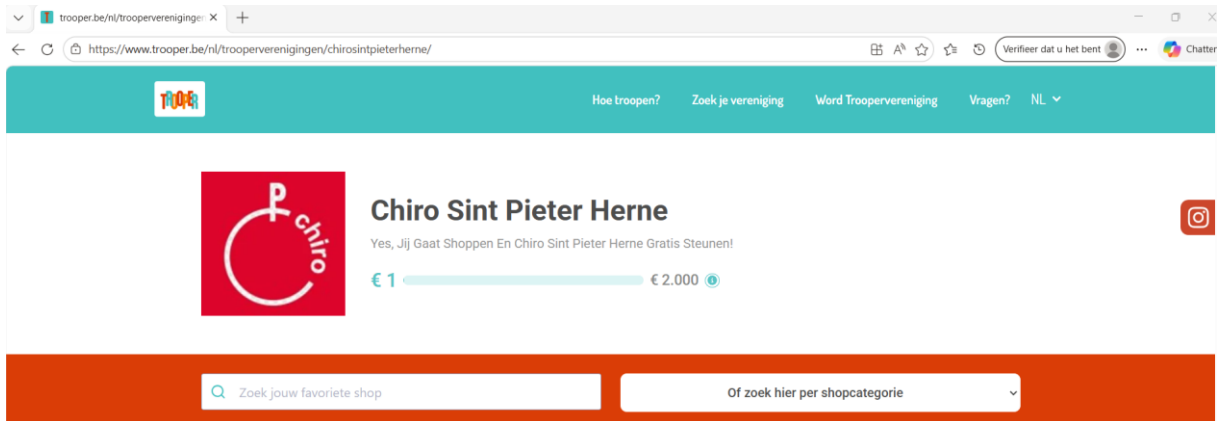 trooper.be/nl/troopervereniginger
https://www.trooper.be/nl/trooperverenigingen/chirosintpieterherne/
Verifieer dat u het bent
Chatter
TROOPER
Hoe troopen? Zoek je vereniging Word Troopervereniging Vragen? NL
P chiro
Chiro Sint Pieter Herne
Yes, Jij Gaat Shoppen En Chiro Sint Pieter Herne Gratis Steunen!
€ 1 € 2.000
Zoek jouw favoriete shop Of zoek hier per shopcategorie